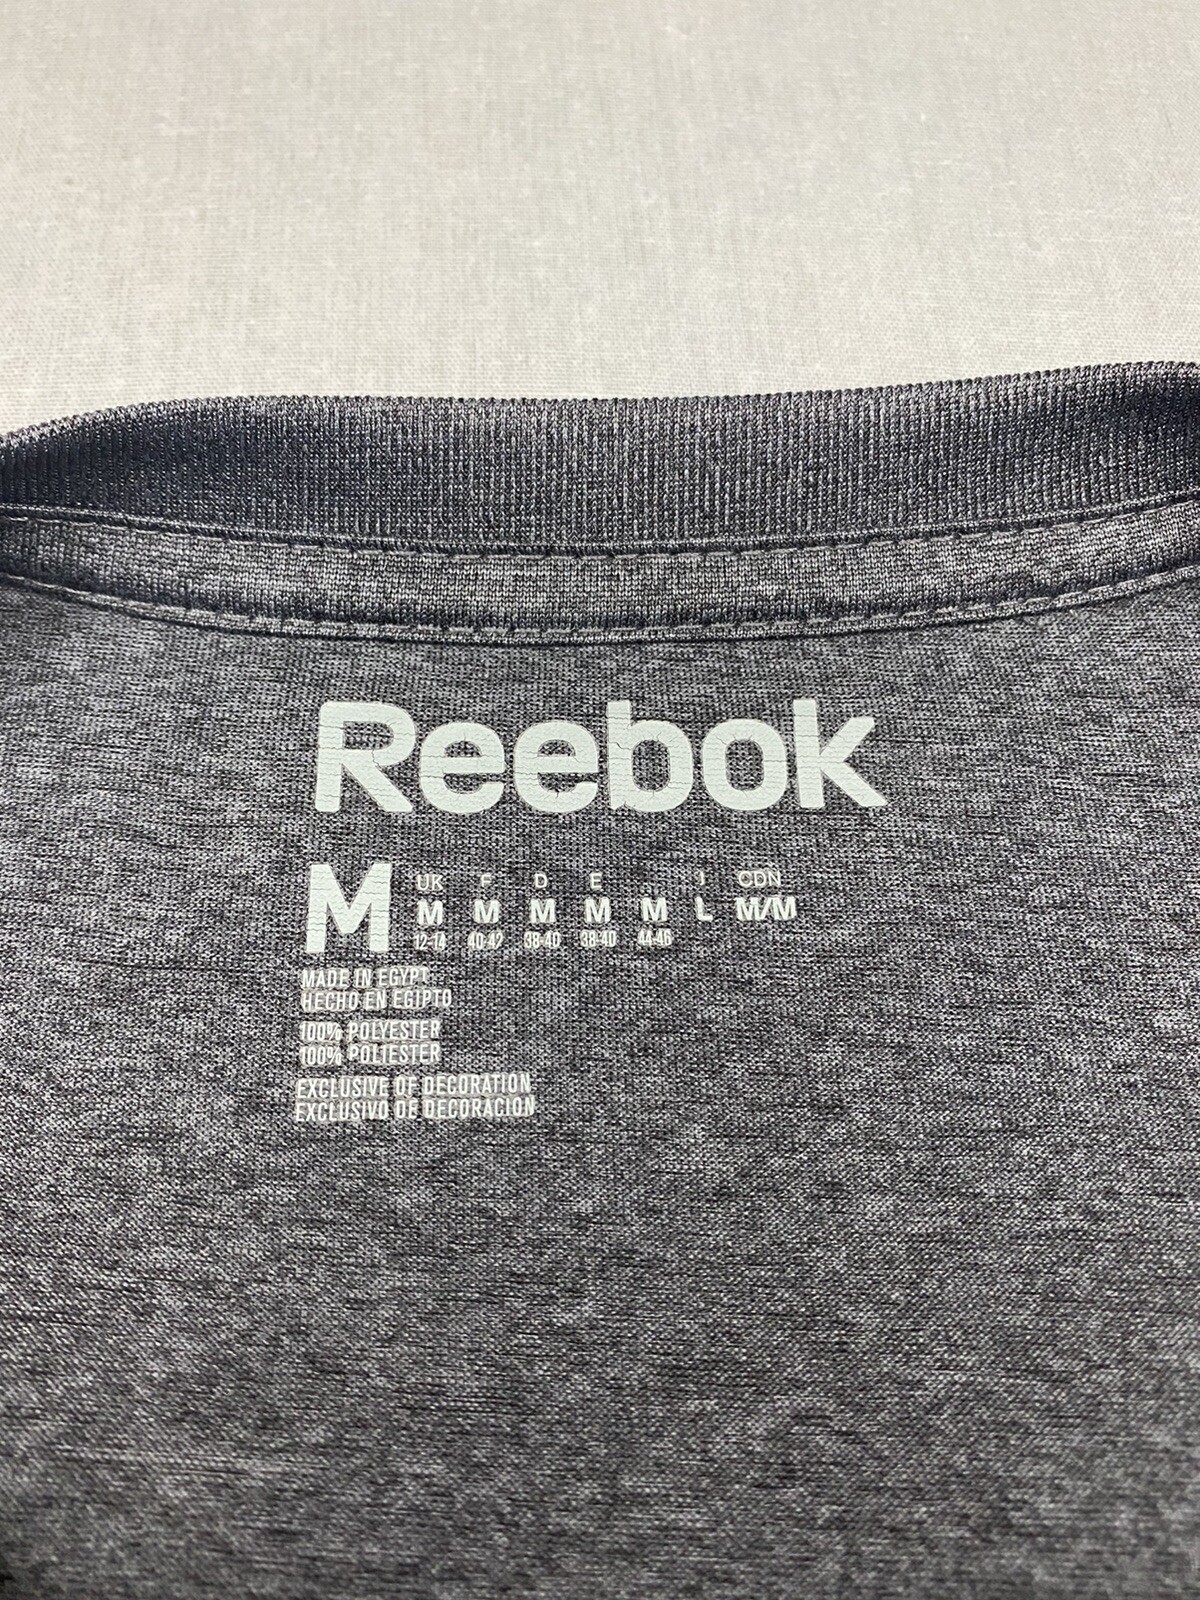 Reebok
M UK F D E I CDN
M M M M M L M/M
12-14 40-42 38-40 38-40 44-46
MADE IN EGYPT
HECHO EN EGIPTO
100% POLYESTER
100% POLIESTER
EXCLUSIVE OF DECORATION
EXCLUSIVO DE DECORACION